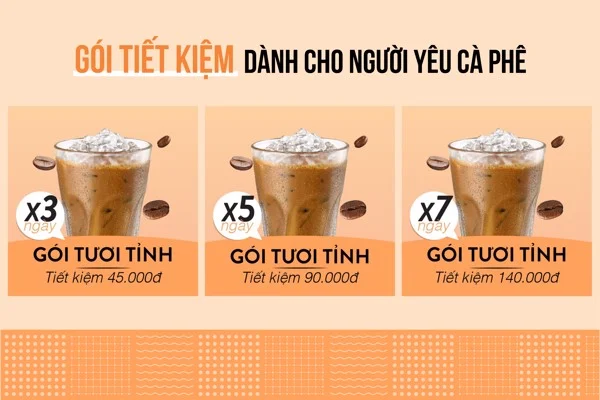 GÓI TIẾT KIỆM DÀNH CHO NGƯỜI YÊU CÀ PHÊ
x3
ngày
GÓI TƯƠI TỈNH
Tiết kiệm 45.000đ
x5
ngày
GÓI TƯƠI TỈNH
Tiết kiệm 90.000đ
x7
ngày
GÓI TƯƠI TỈNH
Tiết kiệm 140.000đ